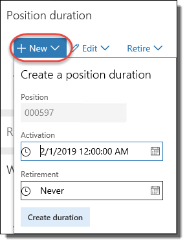 Position duration
+ New Edit Retire
Create a position duration
Position
000597
Activation
2/1/2019 12:00:00 AM
Retirement
Never
Create duration
R
W